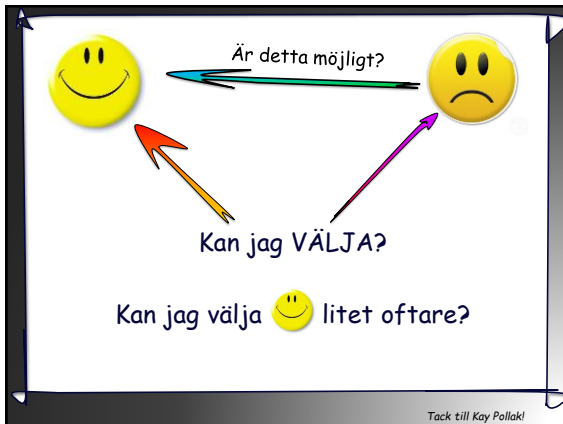 Är detta möjligt?
Kan jag VÄLJA?
Kan jag välja litet oftare?
Tack till Kay Pollak!